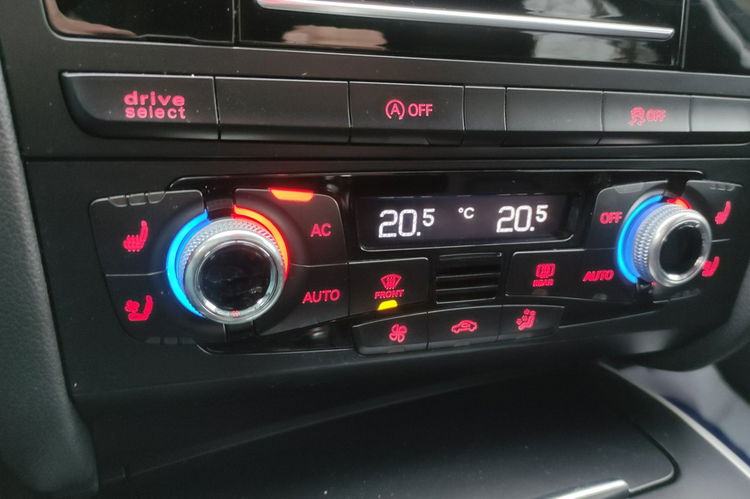 drive
select
A OFF
OFF
AC
20.5 °C 20.5
OFF
AUTO
FRONT
REAR
AUTO